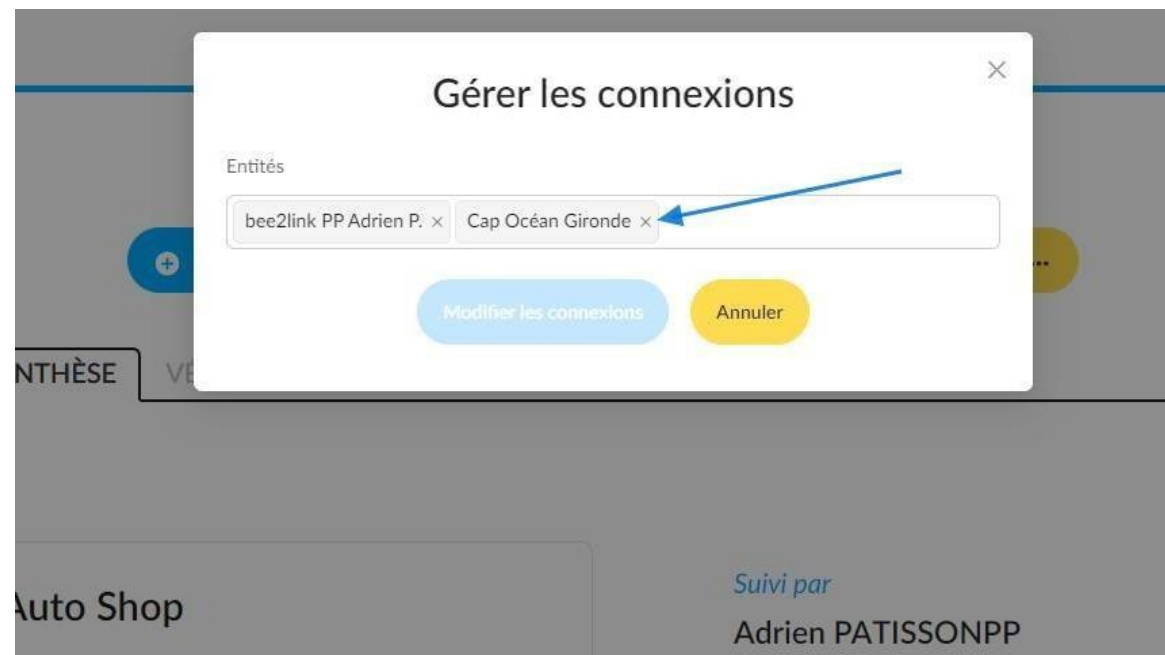 Gérer les connexions
Entités
bee2link PP Adrien P. × Cap Océan Gironde ×
Modifier les connexions Annuler
NTHÈSE VÉ
Suivi par
Auto Shop
Adrien PATISSONPP